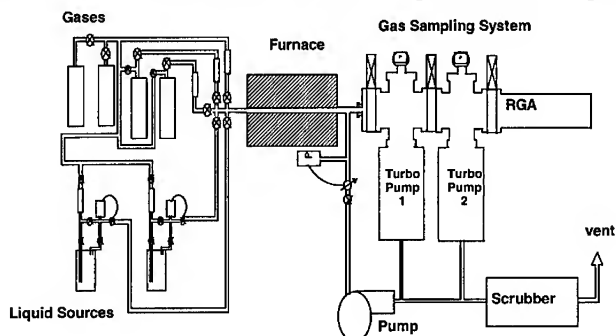 Gases
Gas Sampling System
Furnace
RGA
Turbo
Pump
1
Turbo
Pump
2
vent
Liquid Sources
Pump
Scrubber